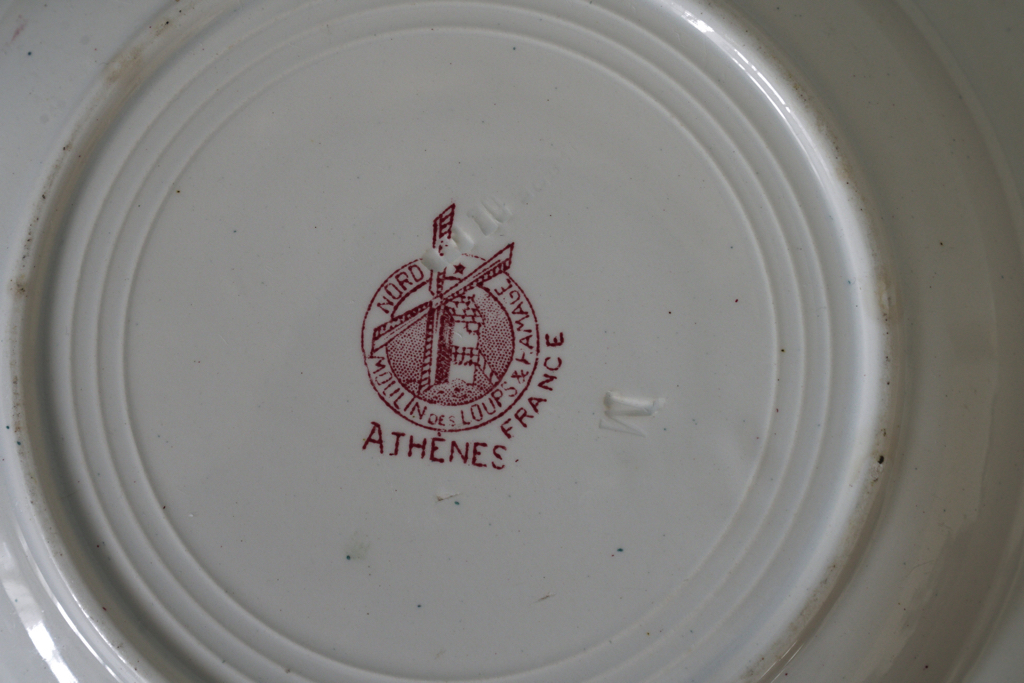 NORD
MOULIN DES LOUPS & HAMAGE
FRANCE
ATHÈNES